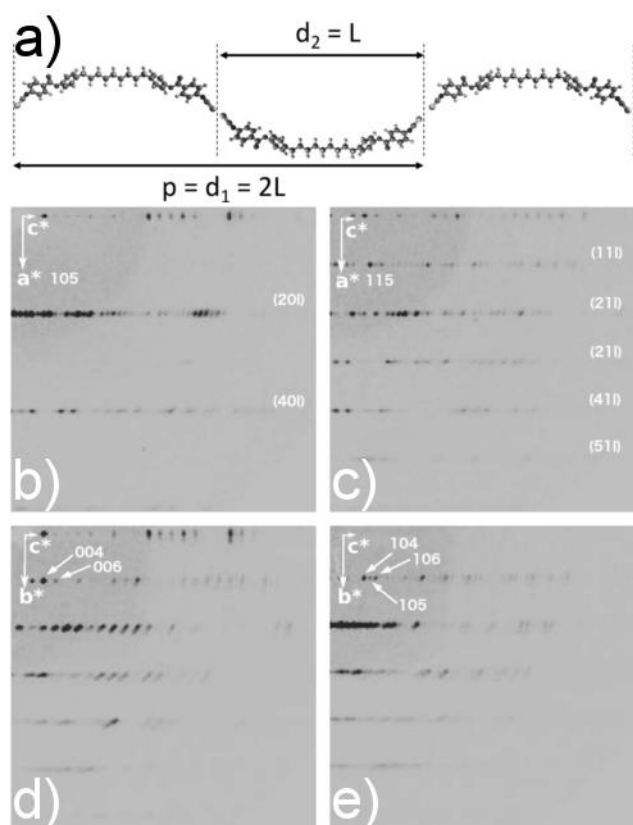 a)
d₂ = L
p = d₁ = 2L
c*
a* 105
(20l)
(40l)
b)
c*
a* 115
(11l)
(21l)
(21l)
(41l)
(51l)
c)
c*
004
006
b*
d)
c*
104
106
105
b*
e)